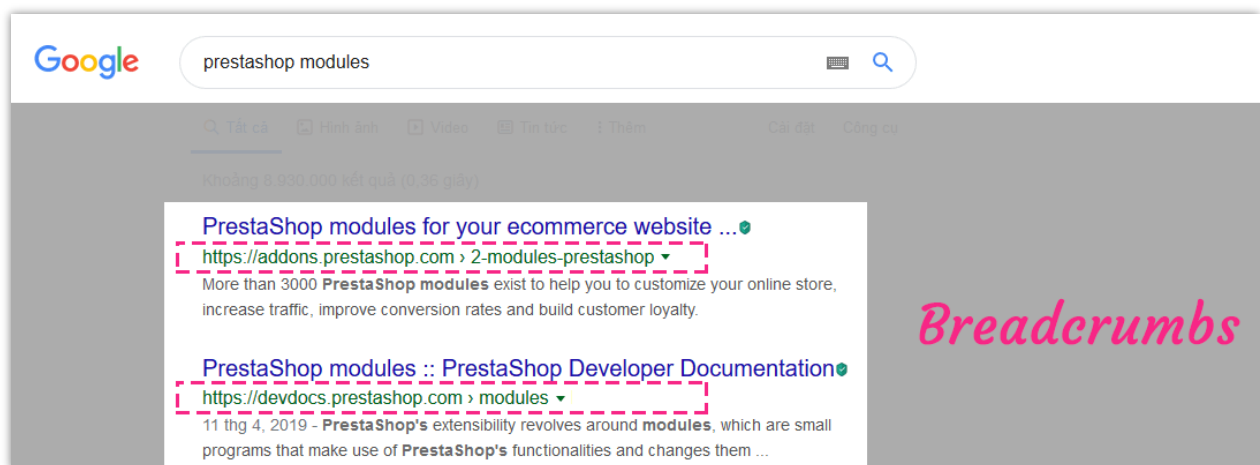 Google
prestashop modules
Tất cả Hình ảnh Video Tin tức Thêm Cài đặt Công cụ
Khoảng 8.930.000 kết quả (0,36 giây)
PrestaShop modules for your ecommerce website ...
https://addons.prestashop.com › 2-modules-prestashop
More than 3000 PrestaShop modules exist to help you to customize your online store,
increase traffic, improve conversion rates and build customer loyalty.
Breadcrumbs
PrestaShop modules :: PrestaShop Developer Documentation
https://devdocs.prestashop.com › modules
11 thg 4, 2019 - PrestaShop's extensibility revolves around modules, which are small
programs that make use of PrestaShop's functionalities and changes them ...